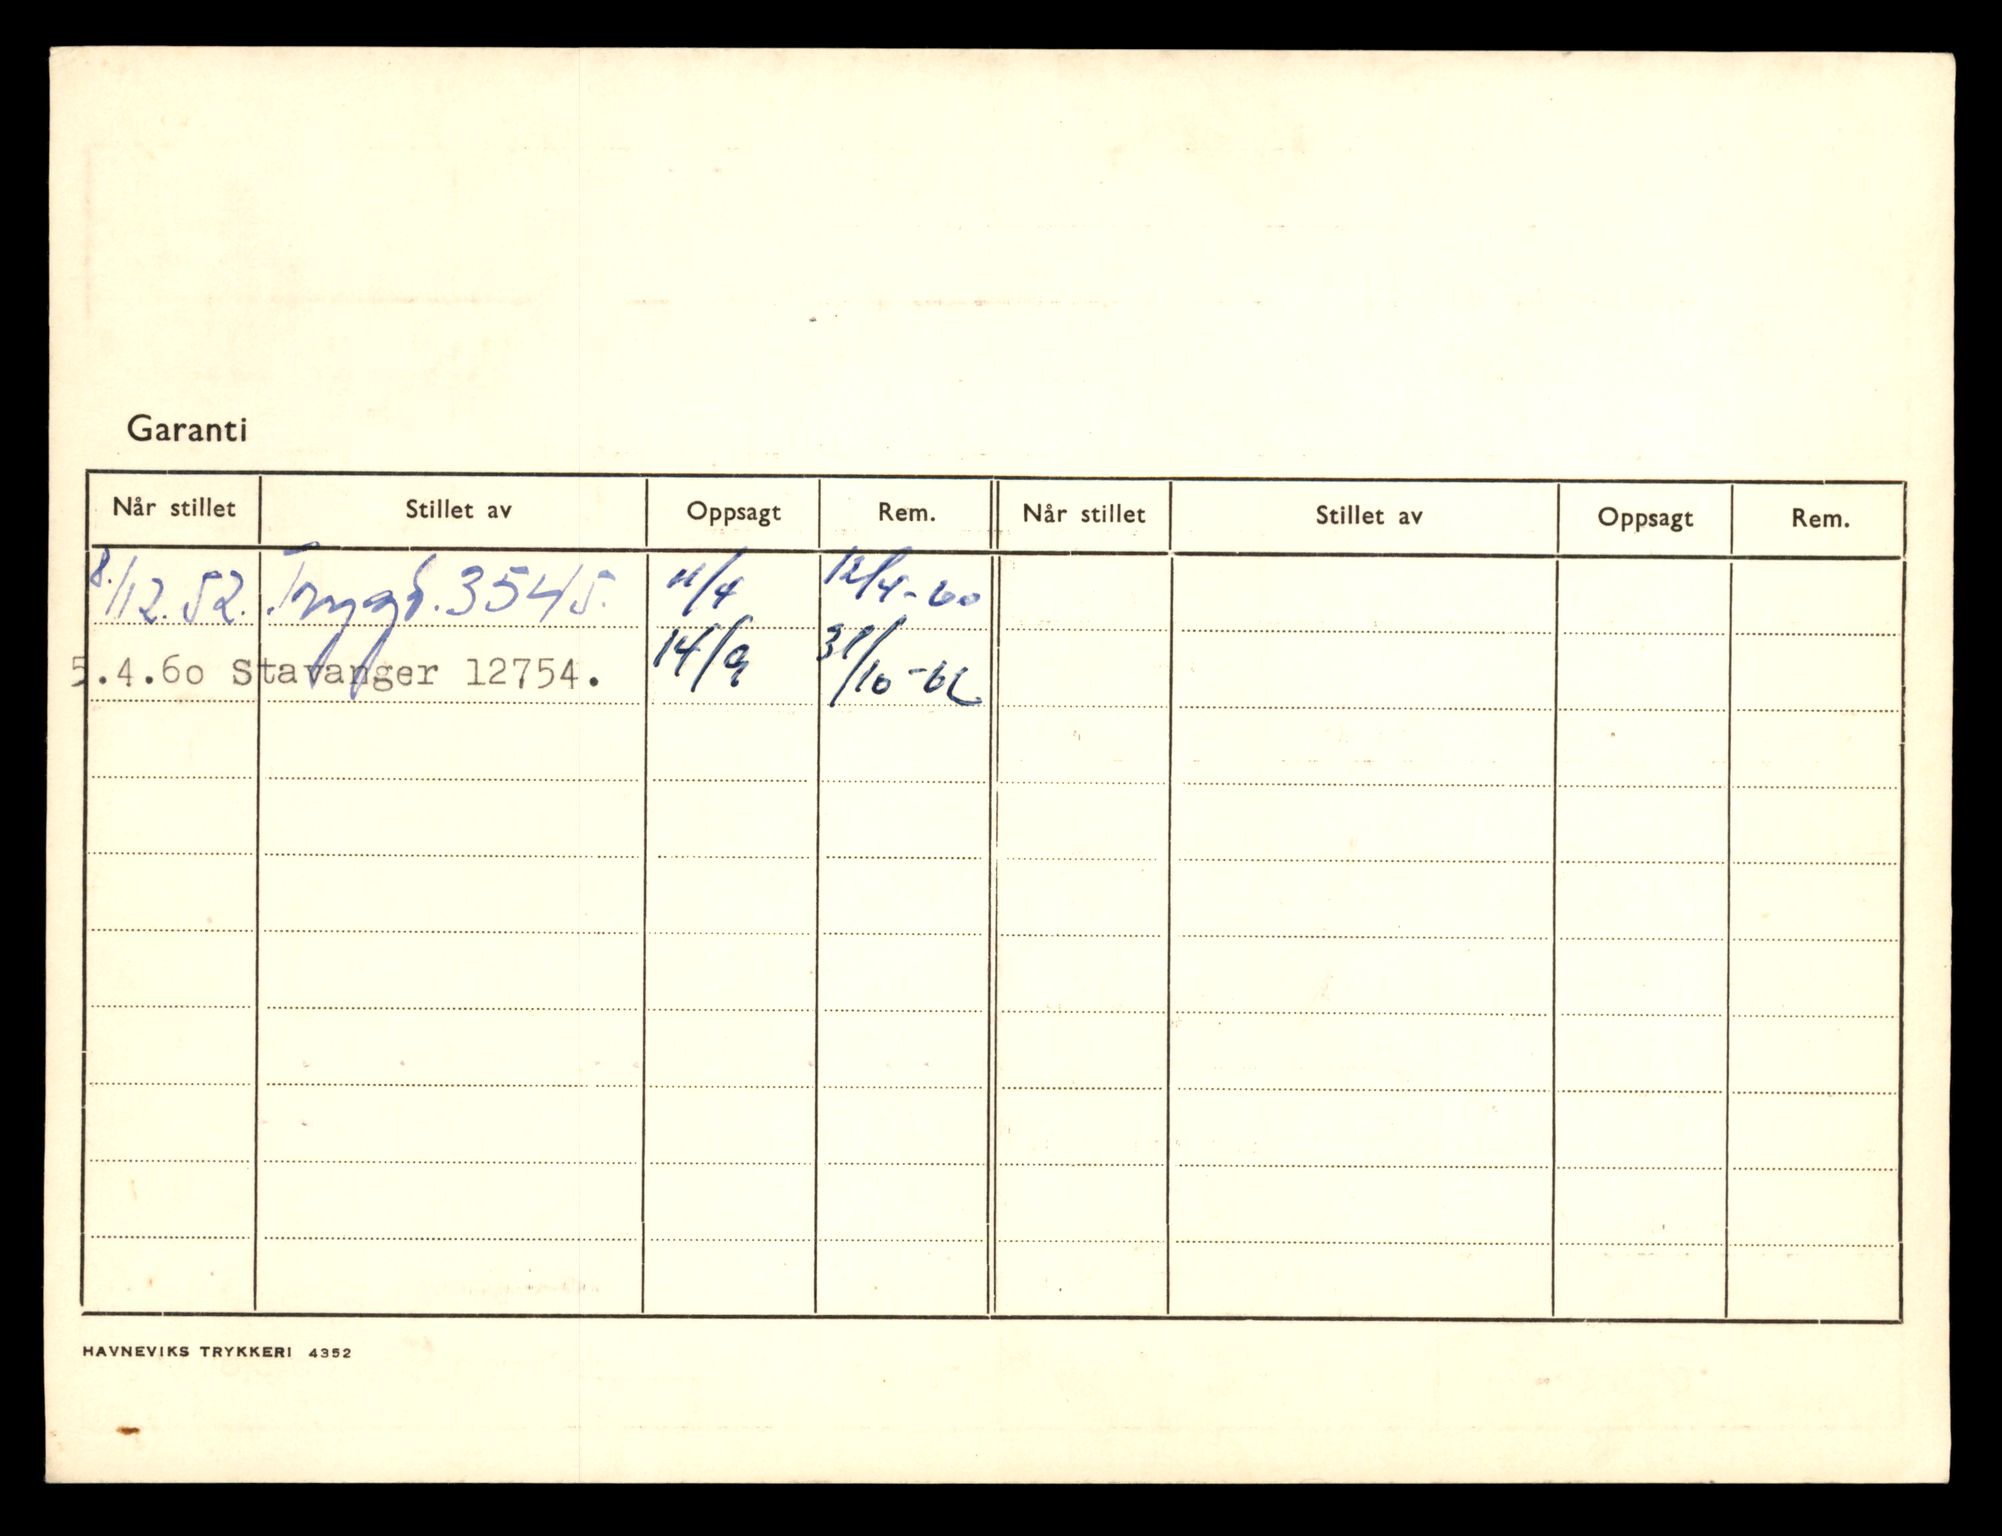 Garanti
Når stillet Stillet av Oppsagt Rem. Når stillet Stillet av Oppsagt Rem.
8./12.52. Trygd. 3545. 11/4 12/4-60
5.4.60 Stavanger 12754. 14/9 31/10-62
HAVNEVIKS TRYKKERI 4352